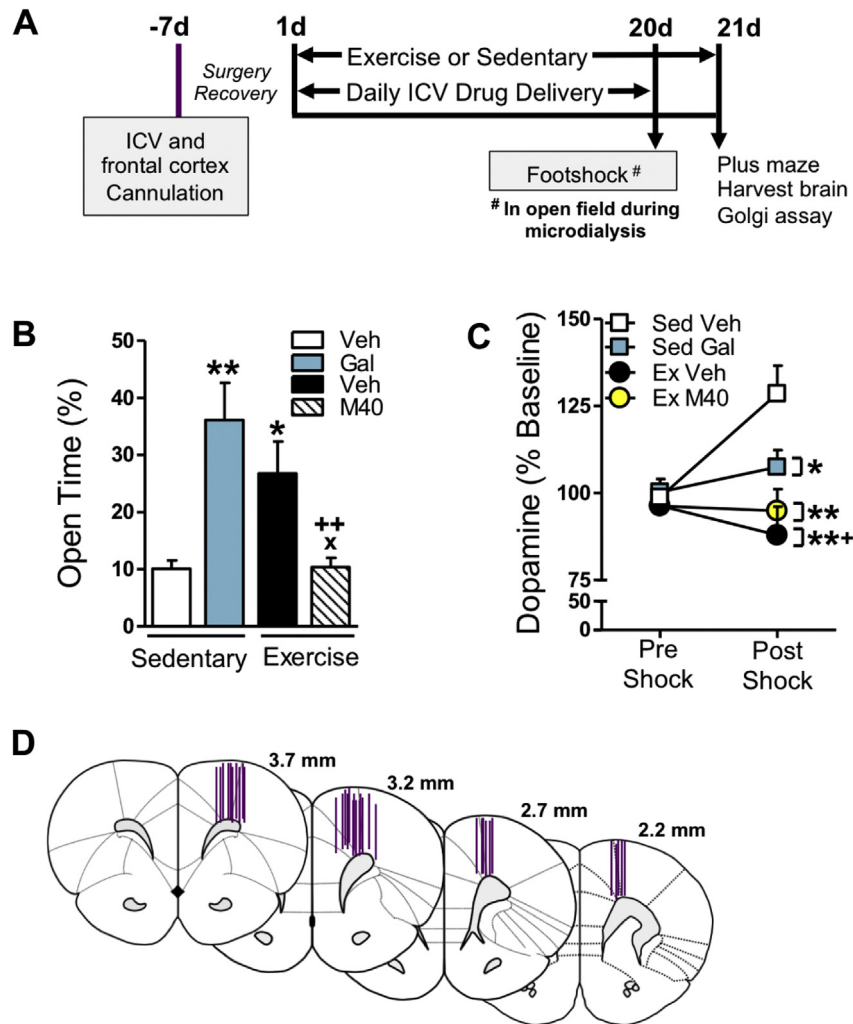 A
-7d
1d
20d
21d
Surgery
Recovery
Exercise or Sedentary
Daily ICV Drug Delivery
ICV and
frontal cortex
Cannulation
Footshock #
# In open field during
microdialysis
Plus maze
Harvest brain
Golgi assay
B
Open Time (%)
50
40
30
20
10
0
**
*
++
x
Veh
Gal
Veh
M40
Sedentary
Exercise
C
Dopamine (% Baseline)
150
125
100
75
50
0
Sed Veh
Sed Gal
Ex Veh
Ex M40
*
**
**+
Pre
Shock
Post
Shock
D
3.7 mm
3.2 mm
2.7 mm
2.2 mm